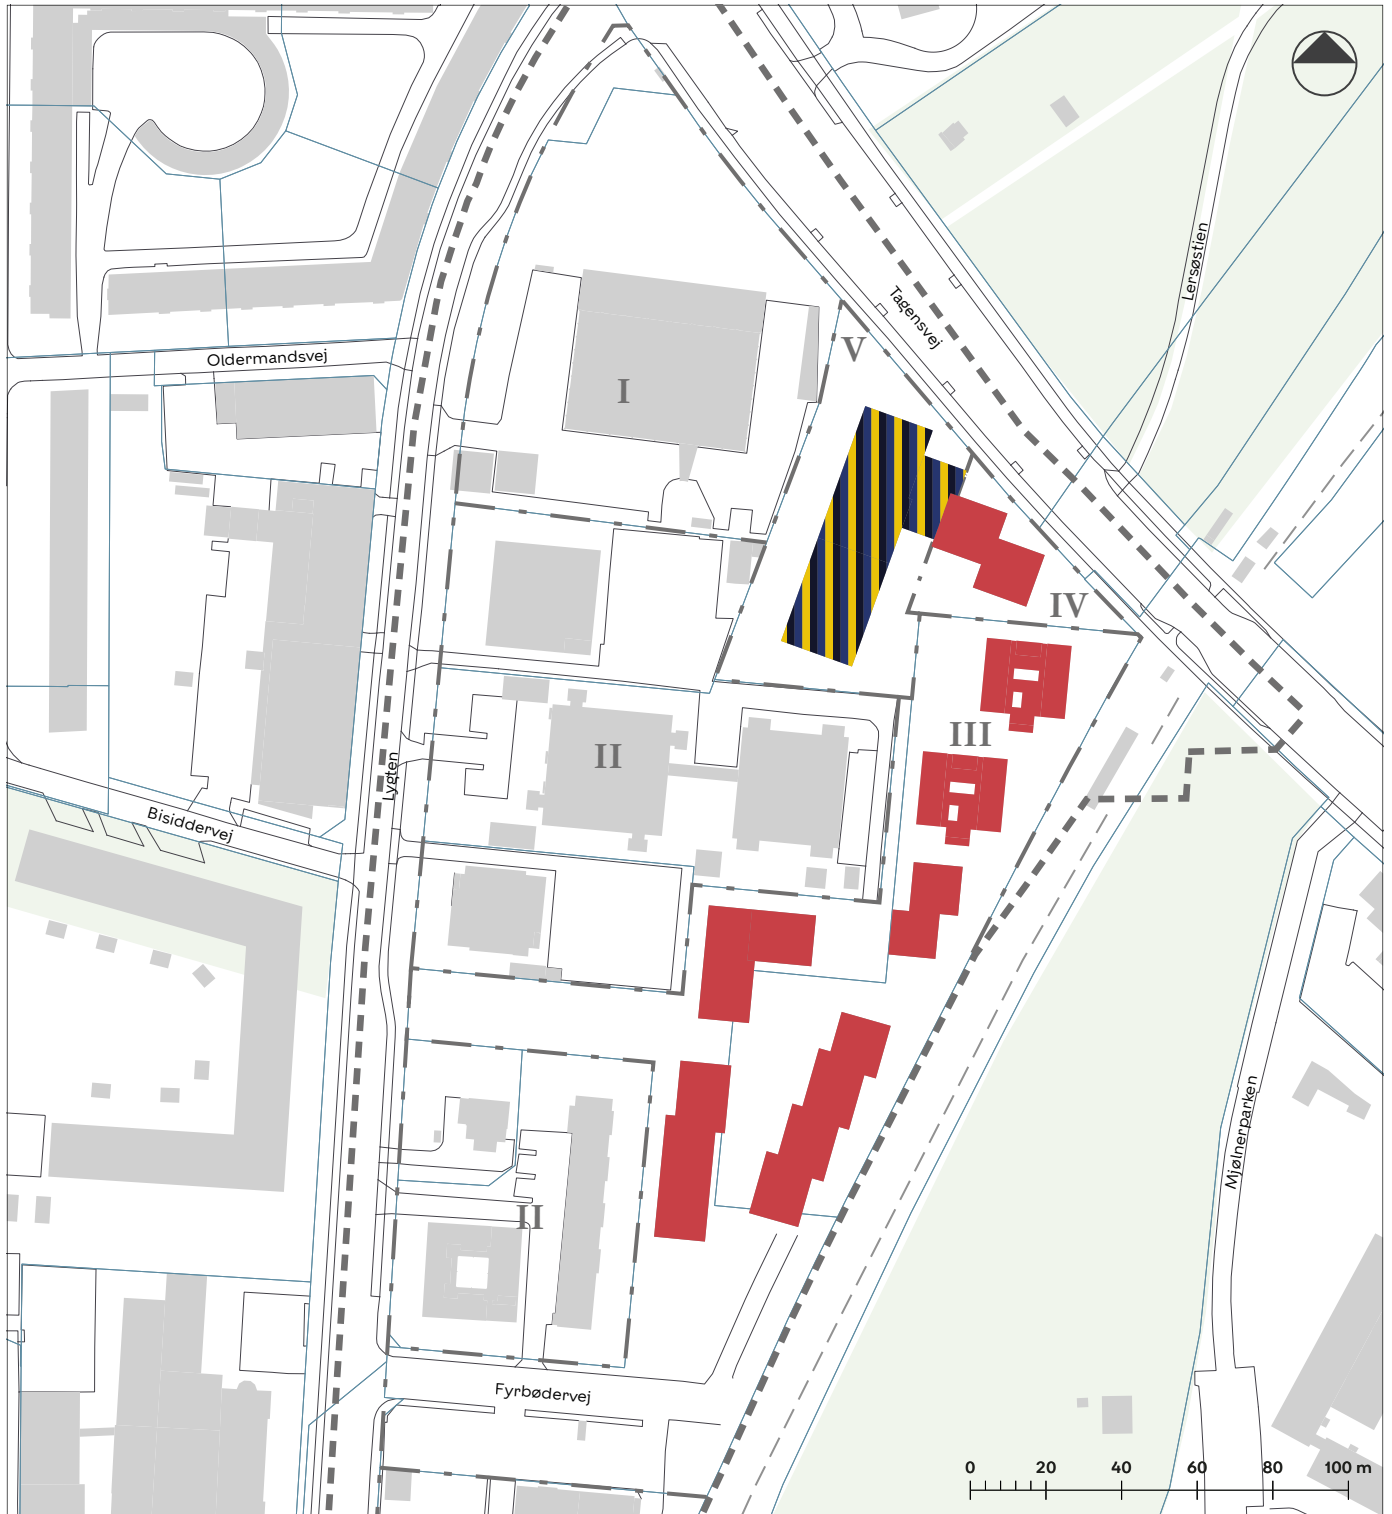 Lersøstien
Tagensvej
V
Oldermandsvej
I
IV
III
II
Lygten
Bisiddervej
Mjølnerparken
II
Fyrbødervej
0 20 40 60 80 100 m